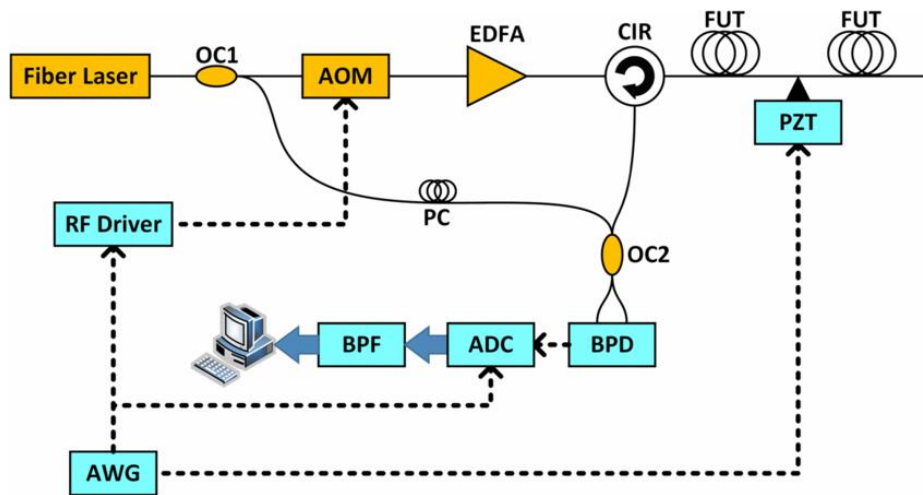 FUT
FUT
EDFA
CIR
OC1
Fiber Laser
AOM
PZT
PC
RF Driver
OC2
BPF
ADC
BPD
AWG